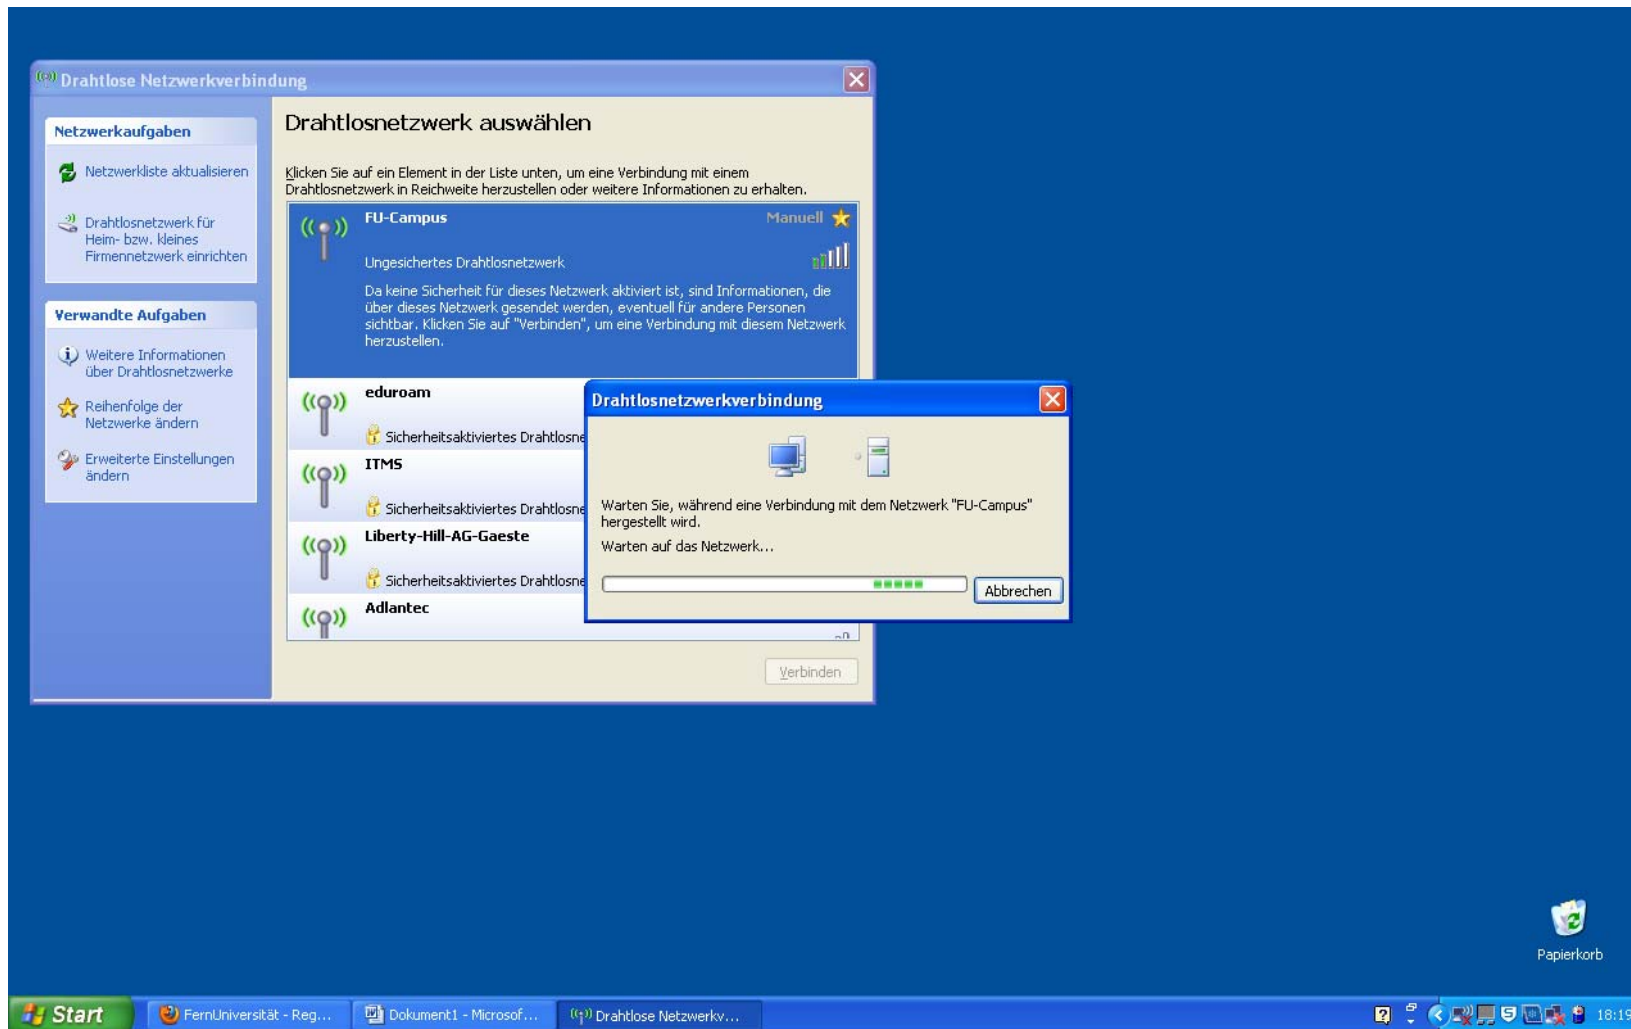 Drahtlose Netzwerkverbindung
Netzwerkaufgaben
Netzwerkliste aktualisieren
Drahtlosnetzwerk für
Heim- bzw. kleines
Firmennetzwerk einrichten
Verwandte Aufgaben
Weitere Informationen
über Drahtlosnetzwerke
Reihenfolge der
Netzwerke ändern
Erweiterte Einstellungen
ändern
Drahtlosnetzwerk auswählen
Klicken Sie auf ein Element in der Liste unten, um eine Verbindung mit einem
Drahtlosnetzwerk in Reichweite herzustellen oder weitere Informationen zu erhalten.
FU-Campus Manuell
Ungesichertes Drahtlosnetzwerk
Da keine Sicherheit für dieses Netzwerk aktiviert ist, sind Informationen, die
über dieses Netzwerk gesendet werden, eventuell für andere Personen
sichtbar. Klicken Sie auf "Verbinden", um eine Verbindung mit diesem Netzwerk
herzustellen.
eduroam
Sicherheitsaktiviertes Drahtlosne
ITMS
Sicherheitsaktiviertes Drahtlosne
Liberty-Hill-AG-Gaeste
Sicherheitsaktiviertes Drahtlosne
Adlantec
Verbinden
Drahtlosnetzwerkverbindung
Warten Sie, während eine Verbindung mit dem Netzwerk "FU-Campus"
hergestellt wird.
Warten auf das Netzwerk...
Abbrechen
Papierkorb
Start
FernUniversität - Reg...
Dokument1 - Microsof...
Drahtlose Netzwerkv...
18:19